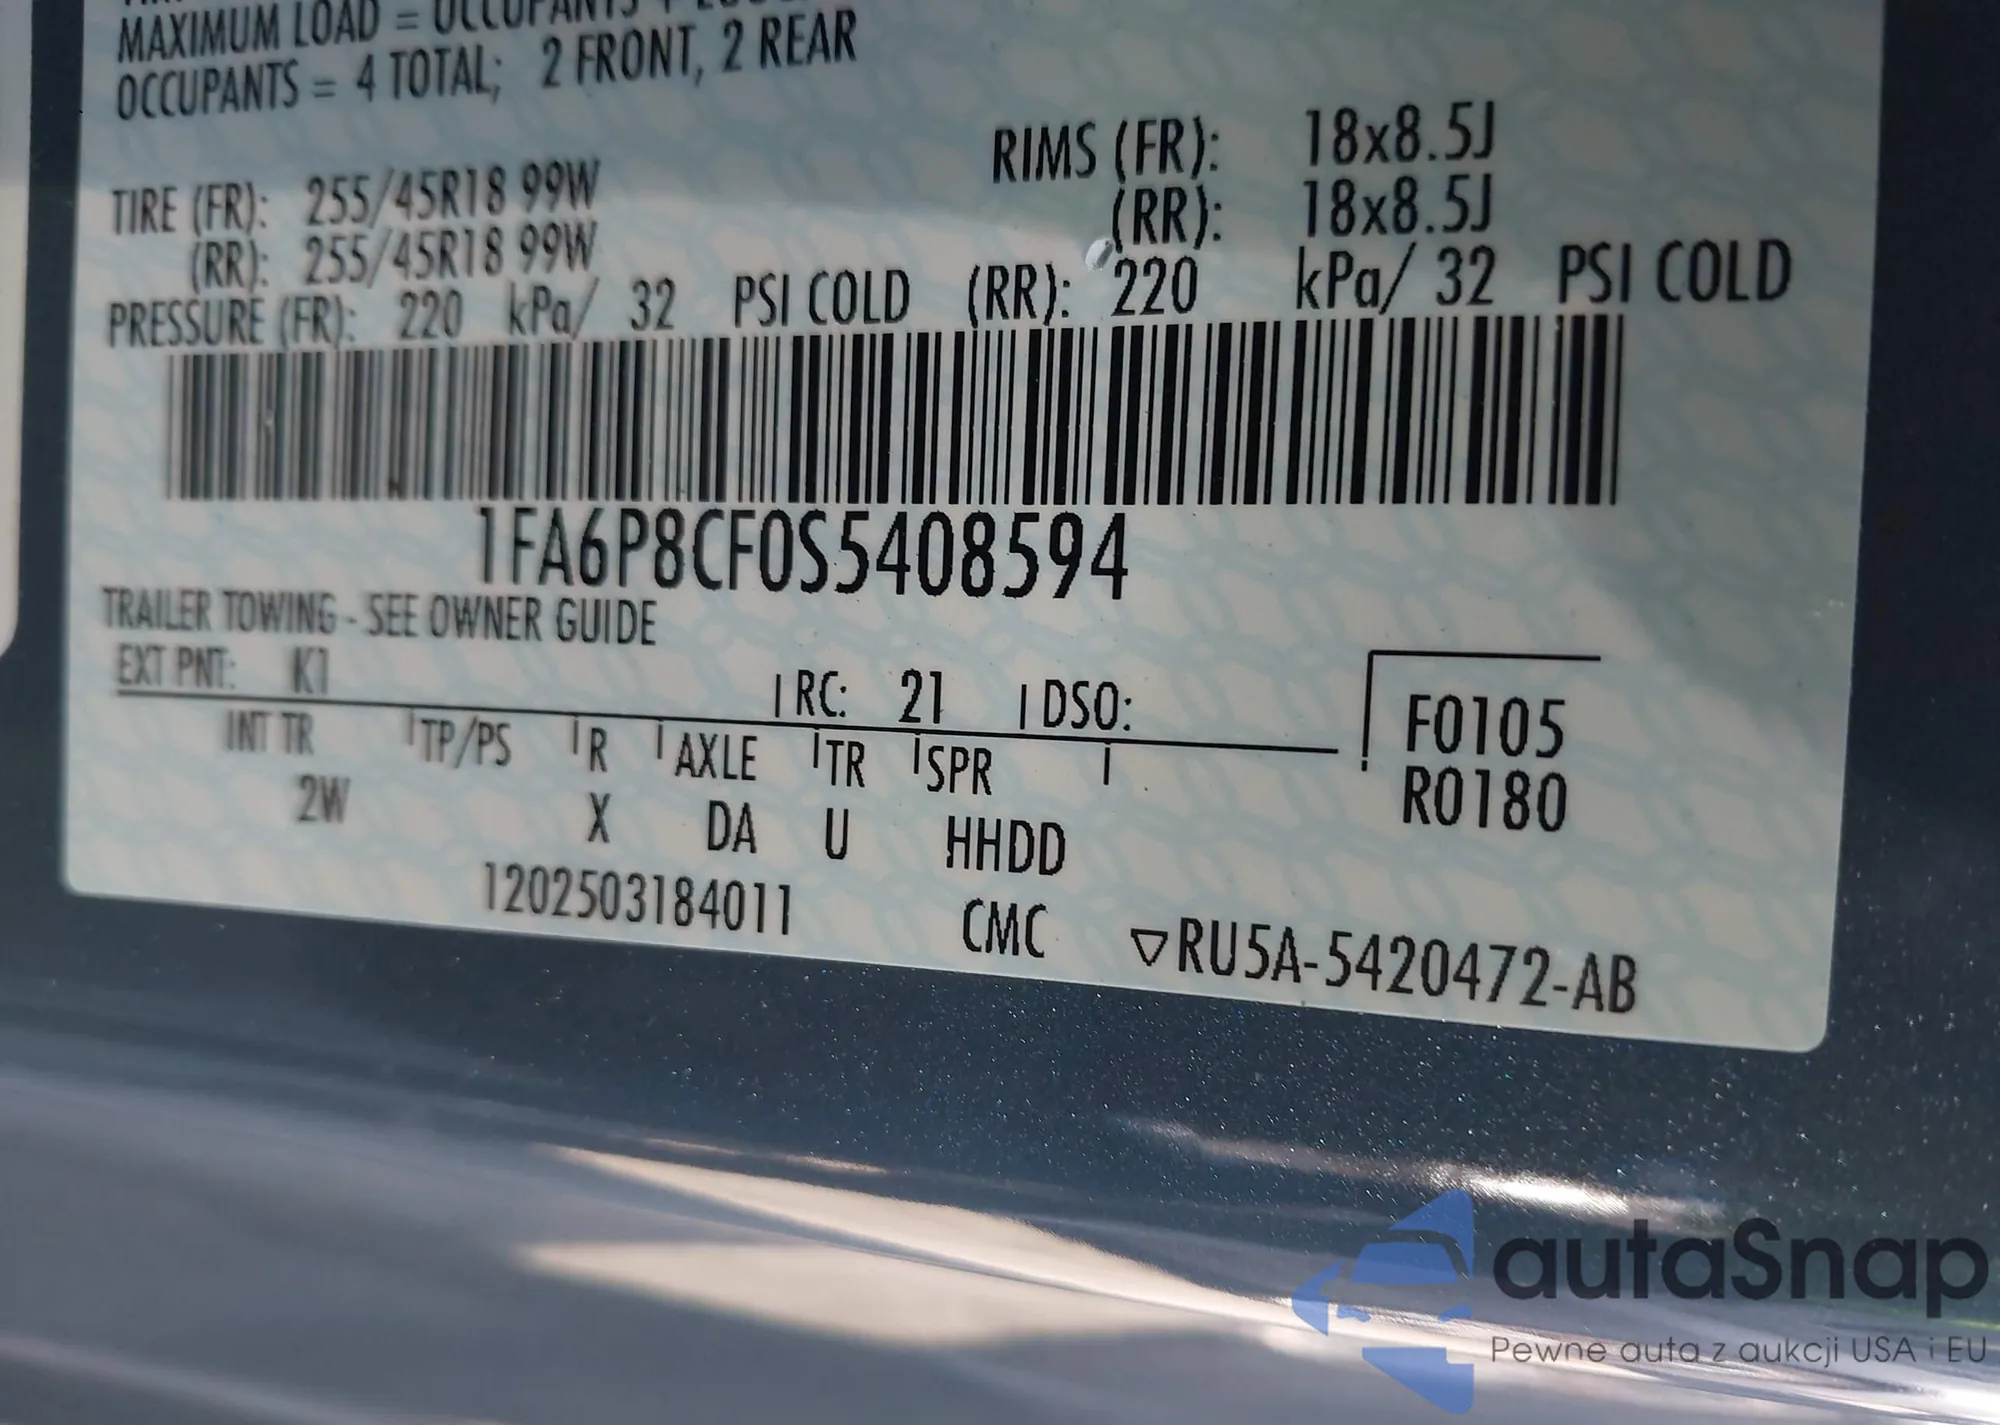 MAXIMUM LOAD = OCCUPANTS +
OCCUPANTS = 4 TOTAL; 2 FRONT, 2 REAR
TIRE (FR): 255/45R18 99W RIMS (FR): 18x8.5J
(RR): 255/45R18 99W (RR): 18x8.5J
PRESSURE (FR): 220 kPa/ 32 PSI COLD (RR): 220 kPa/ 32 PSI COLD
1FA6P8CF0S5408594
TRAILER TOWING - SEE OWNER GUIDE
EXT PNT: K1 RC: 21 DSO: F0105
INT TR TP/PS R AXLE TR SPR R0180
2W X DA U HHDD
1202503184011 CMC ▽RU5A-5420472-AB
autaSnap
Pewne auta z aukcji USA i EU